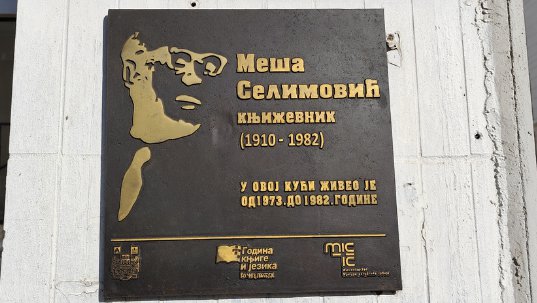 Меша
Селимовић
књижевник
(1910 - 1982)
У ОВОЈ КУЋИ ЖИВЕО ЈЕ
ОД 1973. ДО 1982. ГОДИНЕ
Година
књиге
и језика